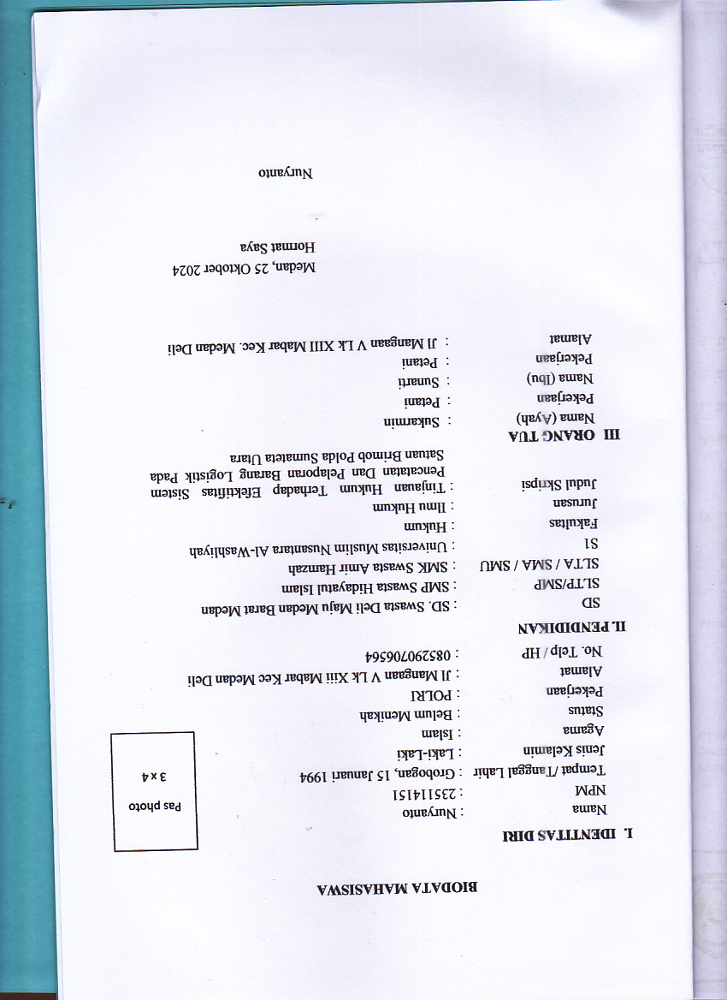 BIODATA MAHASISWA
I. IDENTITAS DIRI
Nama : Nuryanto
NPM : 235114151
Tempat /Tanggal Lahir : Grobogan, 15 Januari 1994
Jenis Kelamin : Laki-Laki
Agama : Islam
Status : Belum Menikah
Pekerjaan : POLRI
Alamat : Jl Mangaan V Lk Xiii Mabar Kec Medan Deli
No. Telp / HP : 085290706564
Pas photo
3 x 4
II. PENDIDIKAN
SD : SD. Swasta Deli Maju Medan Barat Medan
SLTP/SMP : SMP Swasta Hidayatul Islam
SLTA / SMA / SMU : SMK Swasta Amir Hamzah
S1 : Universitas Muslim Nusantara Al-Washliyah
Fakultas : Hukum
Jurusan : Ilmu Hukum
Judul Skripsi : Tinjauan Hukum Terhadap Efektifitas Sistem
Pencatatan Dan Pelaporan Barang Logistik Pada
Satuan Brimob Polda Sumateta Utara
III ORANG TUA
Nama (Ayah) : Sukarmin
Pekerjaan : Petani
Nama (Ibu) : Sunarti
Pekerjaan : Petani
Alamat : Jl Mangaan V Lk XIII Mabar Kec. Medan Deli
Medan, 25 Oktober 2024
Hormat Saya
Nuryanto